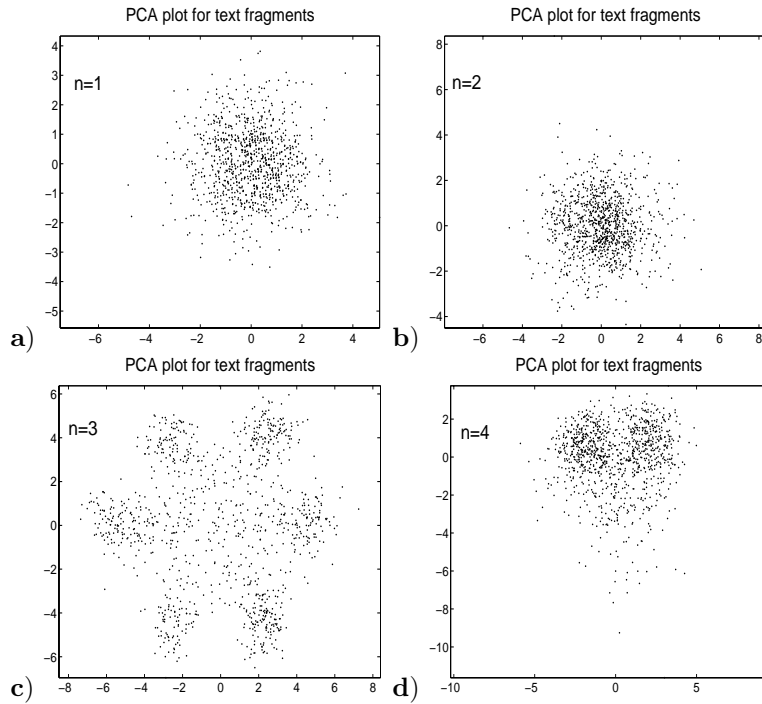 PCA plot for text fragments
n=1
4
3
2
1
0
−1
−2
−3
−4
−5
−6 −4 −2 0 2 4
a)
PCA plot for text fragments
n=2
8
6
4
2
0
−2
−4
−6 −4 −2 0 2 4 6 8
b)
PCA plot for text fragments
n=3
6
4
2
0
−2
−4
−6
−8 −6 −4 −2 0 2 4 6 8
c)
PCA plot for text fragments
n=4
2
0
−2
−4
−6
−8
−10
−10 −5 0 5
d)